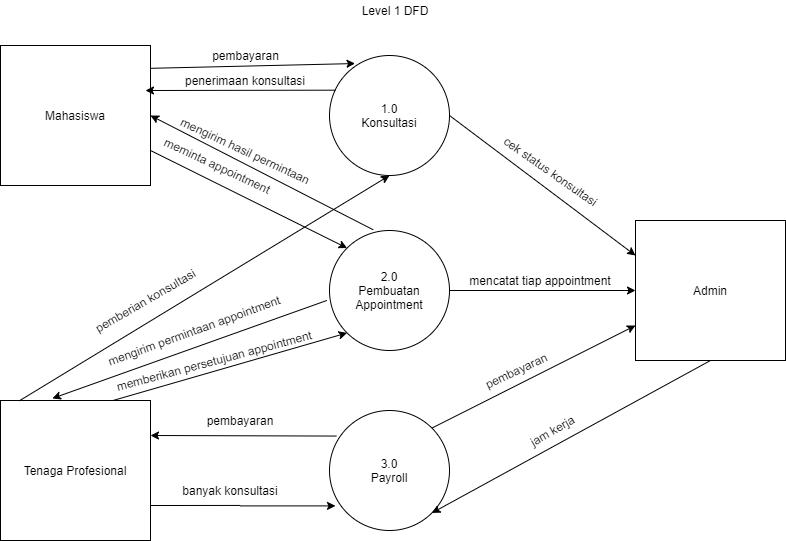 Level 1 DFD
pembayaran
penerimaan konsultasi
Mahasiswa
1.0
Konsultasi
mengirim hasil permintaan
meminta appointment
cek status konsultasi
2.0
Pembuatan
Appointment
mencatat tiap appointment
Admin
pemberian konsultasi
mengirim permintaan appointment
memberikan persetujuan appointment
pembayaran
pembayaran
jam kerja
Tenaga Profesional
3.0
Payroll
banyak konsultasi